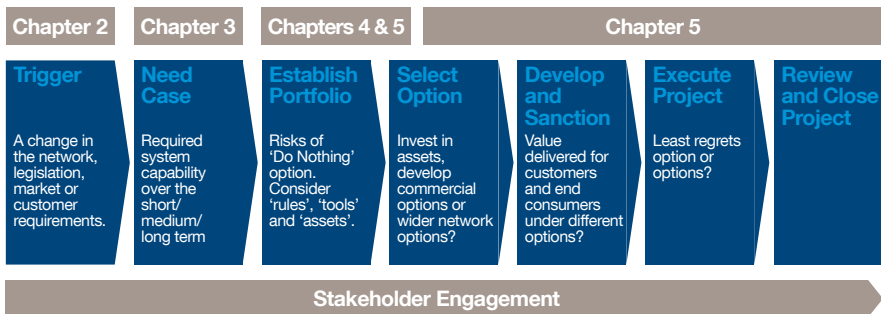 Chapter 2
Chapter 3
Chapters 4 & 5
Chapter 5
Trigger
A change in
the network,
legislation,
market or
customer
requirements.
Need
Case
Required
system
capability
over the
short/
medium/
long term
Establish
Portfolio
Risks of
‘Do Nothing’
option.
Consider
‘rules’, ‘tools’
and ‘assets’.
Select
Option
Invest in
assets,
develop
commercial
options or
wider network
options?
Develop
and
Sanction
Value
delivered for
customers
and end
consumers
under different
options?
Execute
Project
Least regrets
option or
options?
Review
and Close
Project
Stakeholder Engagement